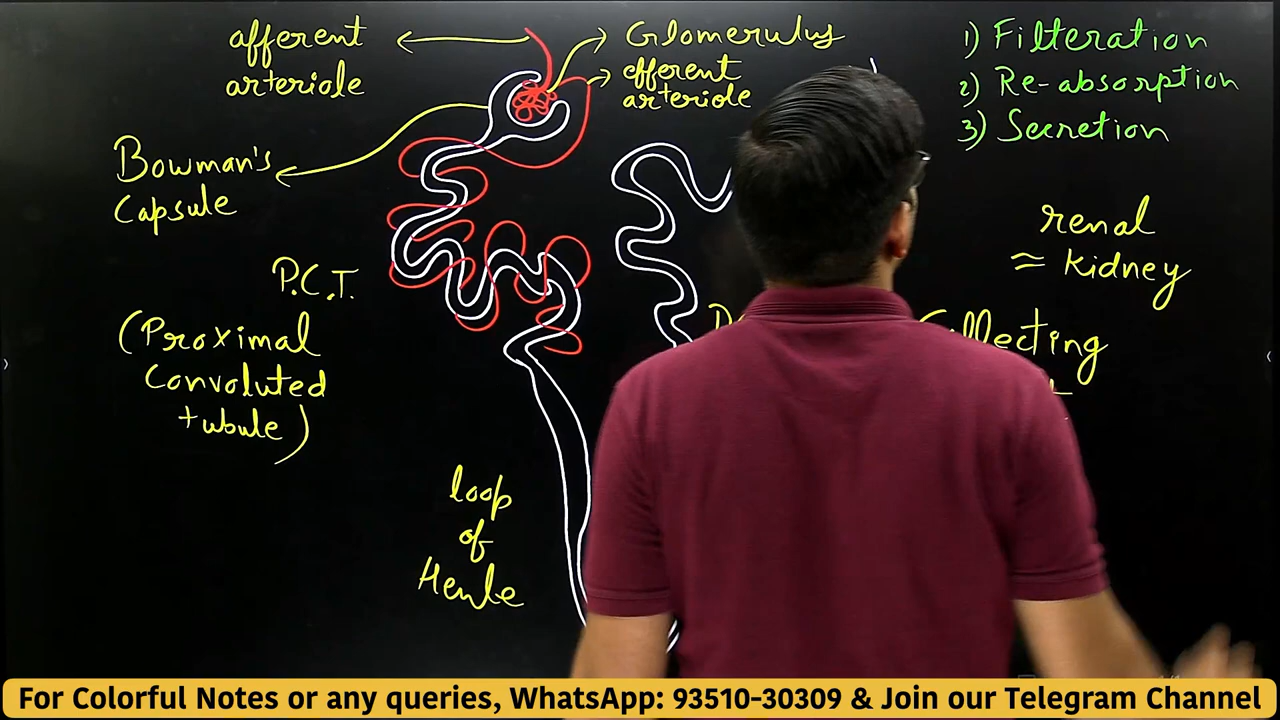 afferent
arteriole
Glomerulus
efferent
arteriole
1) Filteration
2) Re-absorption
3) Secretion
Bowman's
Capsule
renal
= kidney
P.C.T.
(Proximal
Convoluted
tubule)
Collecting
loop
of
Henle
For Colorful Notes or any queries, WhatsApp: 93510-30309 & Join our Telegram Channel